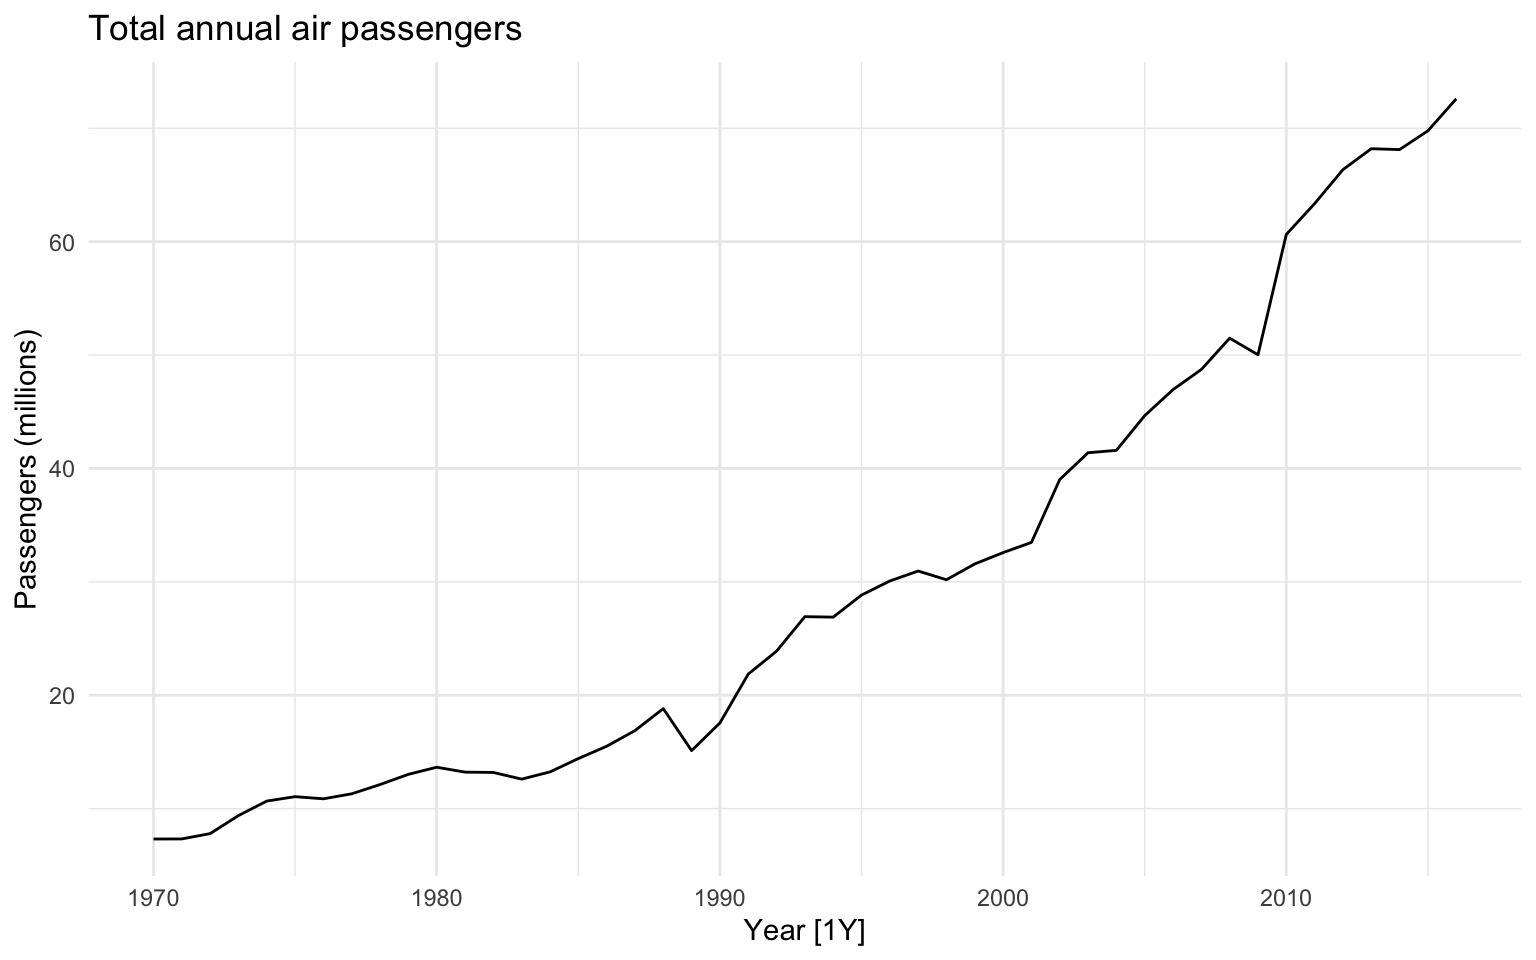 Total annual air passengers
Passengers (millions)
60
40
20
1970 1980 1990 2000 2010
Year [1Y]